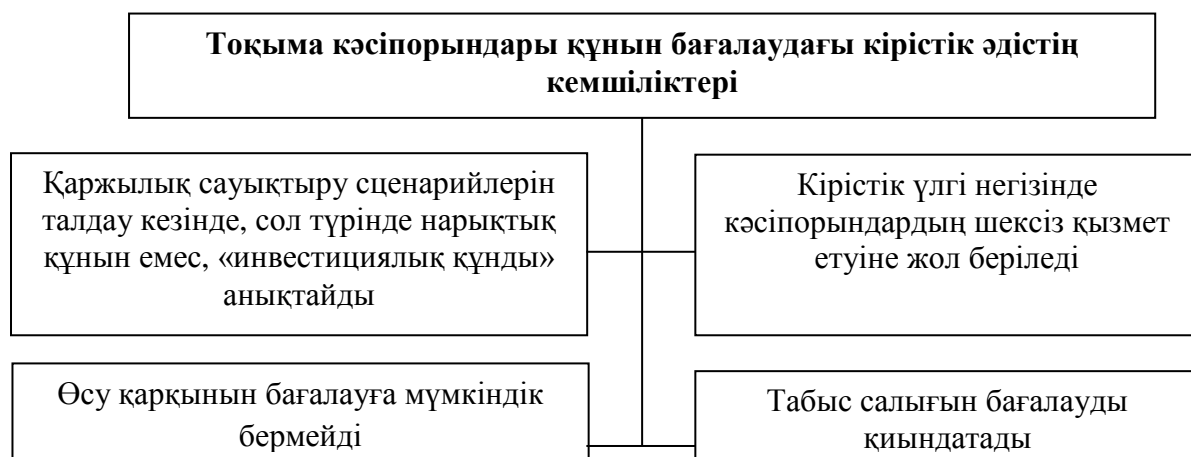 Тоқыма кәсіпорындары құнын бағалаудағы кірістік әдістің
кемшіліктері
Қаржылық сауықтыру сценарийлерін
талдау кезінде, сол түрінде нарықтық
құнын емес, «инвестициялық құнды»
анықтайды
Кірістік үлгі негізінде
кәсіпорындардың шексіз қызмет
етуіне жол беріледі
Өсу қарқынын бағалауға мүмкіндік
бермейді
Табыс салығын бағалауды
қиындатады